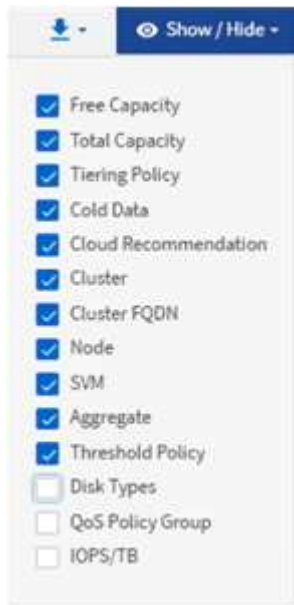 Show / Hide
Free Capacity
Total Capacity
Tiering Policy
Cold Data
Cloud Recommendation
Cluster
Cluster FQDN
Node
SVM
Aggregate
Threshold Policy
Disk Types
QoS Policy Group
IOPS/TB